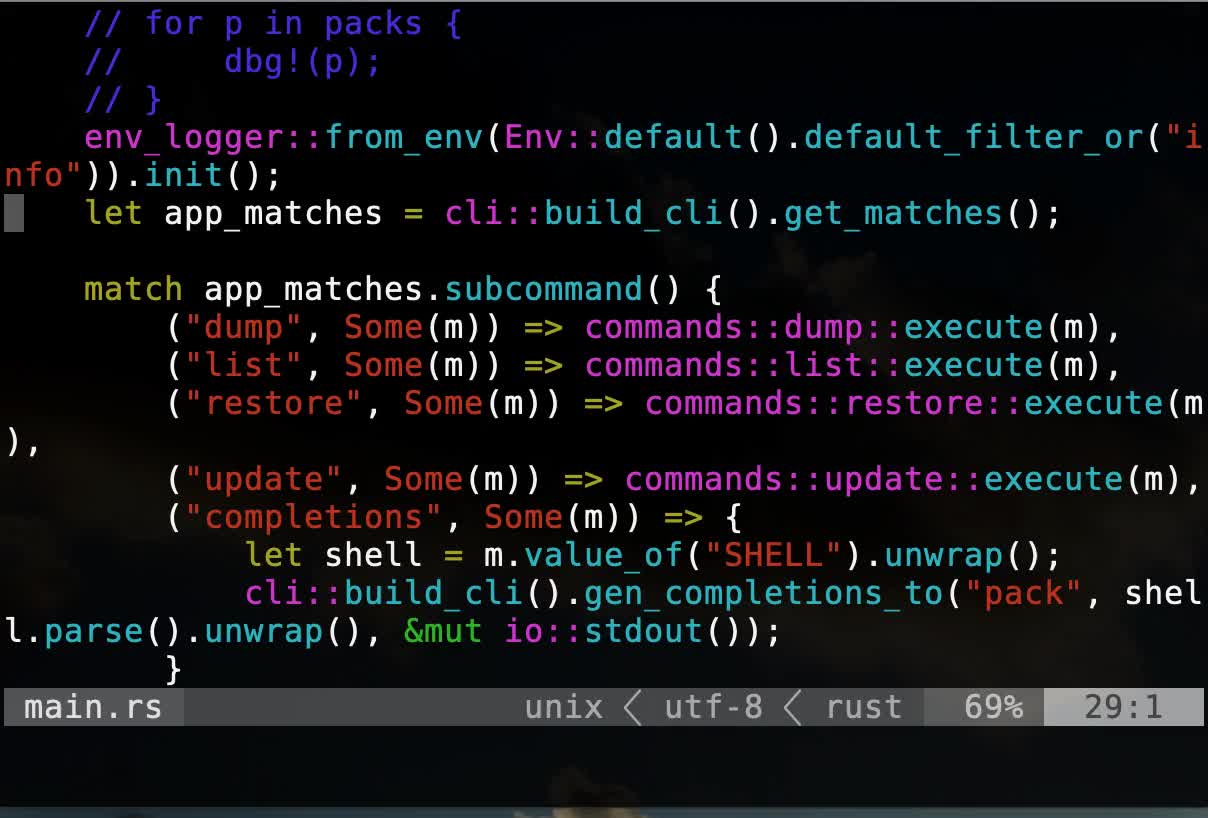 // for p in packs {
    //     dbg!(p);
    // }
    env_logger::from_env(Env::default().default_filter_or("i
nfo")).init();
    let app_matches = cli::build_cli().get_matches();

    match app_matches.subcommand() {
        ("dump", Some(m)) => commands::dump::execute(m),
        ("list", Some(m)) => commands::list::execute(m),
        ("restore", Some(m)) => commands::restore::execute(m
),
        ("update", Some(m)) => commands::update::execute(m),
        ("completions", Some(m)) => {
            let shell = m.value_of("SHELL").unwrap();
            cli::build_cli().gen_completions_to("pack", shel
l.parse().unwrap(), &mut io::stdout());
        }
main.rs unix < utf-8 < rust 69% 29:1